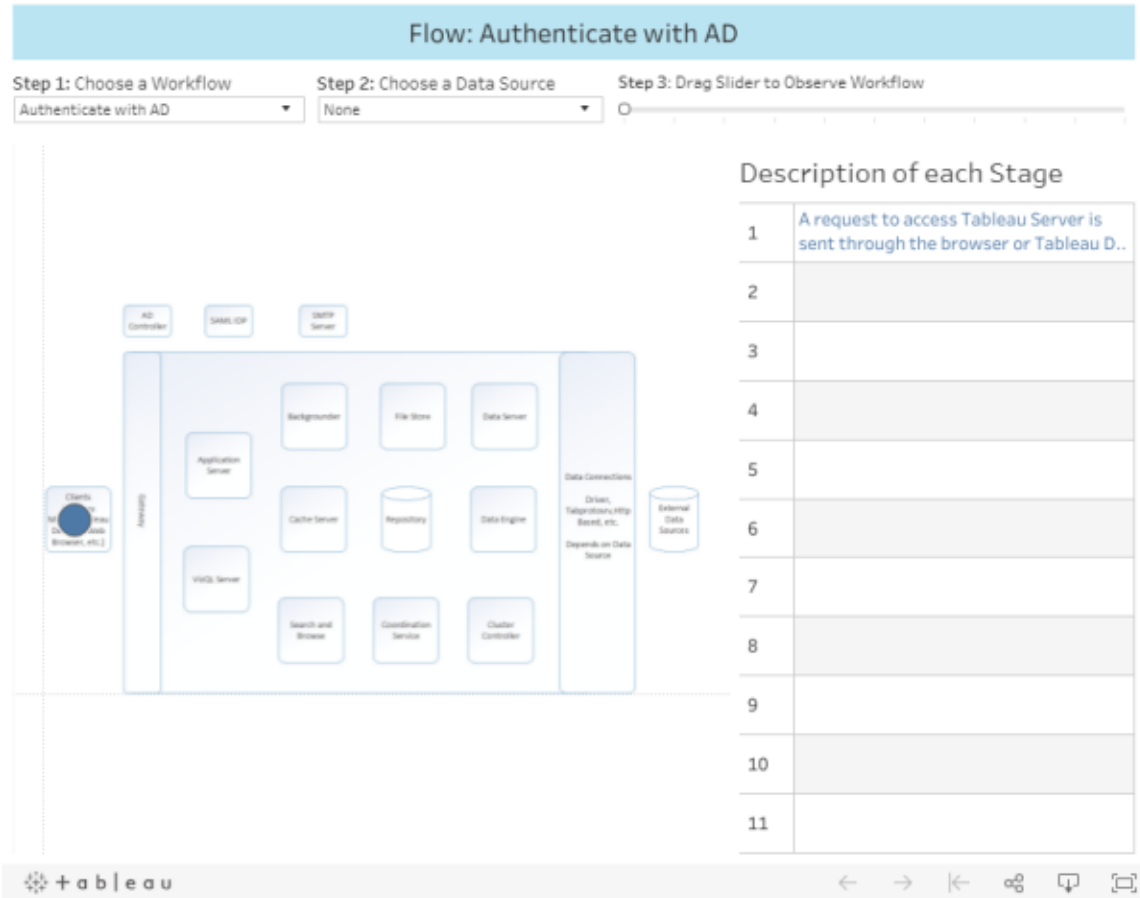 Flow: Authenticate with AD
Step 1: Choose a Workflow
Step 2: Choose a Data Source
Step 3: Drag Slider to Observe Workflow
Authenticate with AD
None
Description of each Stage
1
A request to access Tableau Server is
sent through the browser or Tableau D..
2
3
4
5
6
7
8
9
10
11
AD
Controller
SAML IDP
SMTP
Server
Gateway
Backgrounder
File Store
Data Server
Application
Server
Cache Server
Repository
Data Engine
VizQL Server
Search and
Browse
Coordination
Service
Cluster
Controller
Data Connections
Driver,
Based, etc.
Depends on Data
Source
External
Data
Sources
Clients
Browser, etc.)
tableau